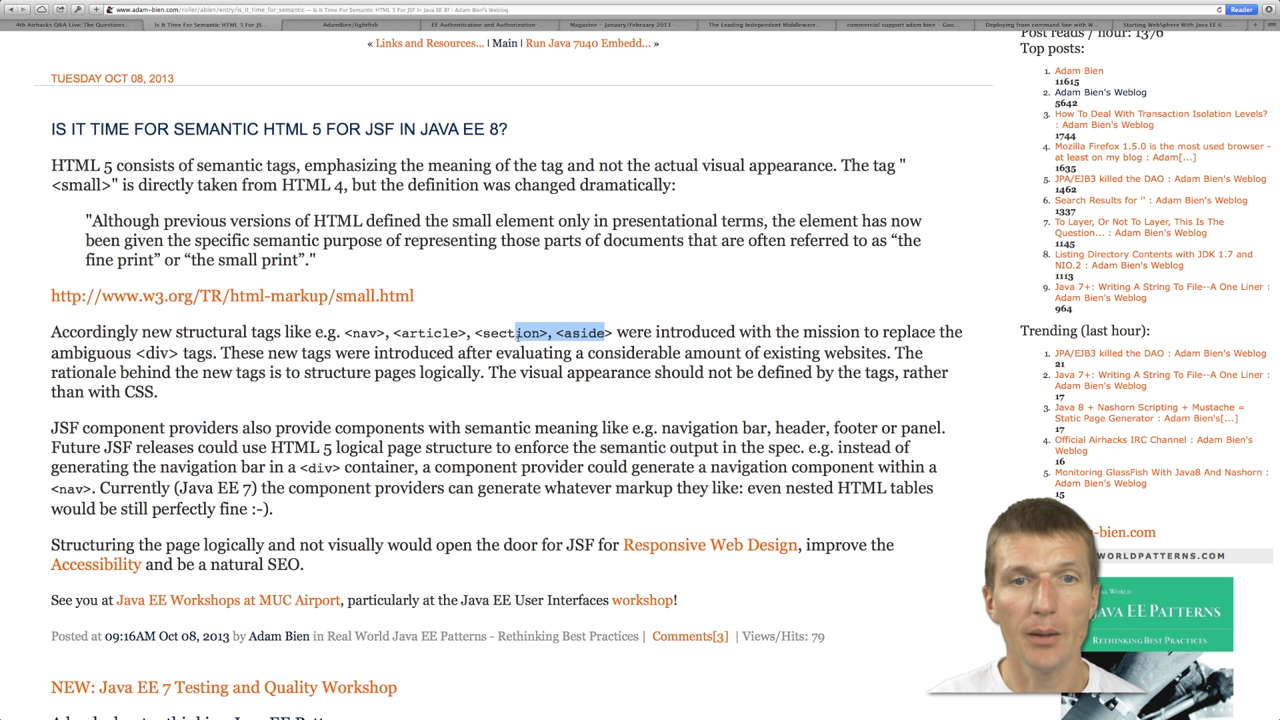 www.adam-bien.com/roller/abien/entry/is_it_time_for_semantic — Is It Time For Semantic HTML 5 For JSF In Java EE 8? : Adam Bien's Weblog
Reader
4th Airhacks Q&A Live: The Questions...
Is It Time For Semantic HTML 5 For JS...
AdamBien/lightfish
EE Authentication and Authorization-...
Magazine - January/February 2013 -...
The Leading Independent Middleware...
commercial support adam bien - Goo...
Deploying from command line with W...
Starting WebSphere With Java EE 6 ...
« Links and Resources... | Main | Run Java 7u40 Embedd... »
TUESDAY OCT 08, 2013
IS IT TIME FOR SEMANTIC HTML 5 FOR JSF IN JAVA EE 8?
HTML 5 consists of semantic tags, emphasizing the meaning of the tag and not the actual visual appearance. The tag "
<small>" is directly taken from HTML 4, but the definition was changed dramatically:
"Although previous versions of HTML defined the small element only in presentational terms, the element has now
been given the specific semantic purpose of representing those parts of documents that are often referred to as “the
fine print” or “the small print”."
http://www.w3.org/TR/html-markup/small.html
Accordingly new structural tags like e.g. <nav>, <article>, <section>, <aside> were introduced with the mission to replace the
ambiguous <div> tags. These new tags were introduced after evaluating a considerable amount of existing websites. The
rationale behind the new tags is to structure pages logically. The visual appearance should not be defined by the tags, rather
than with CSS.
JSF component providers also provide components with semantic meaning like e.g. navigation bar, header, footer or panel.
Future JSF releases could use HTML 5 logical page structure to enforce the semantic output in the spec. e.g. instead of
generating the navigation bar in a <div> container, a component provider could generate a navigation component within a
<nav>. Currently (Java EE 7) the component providers can generate whatever markup they like: even nested HTML tables
would be still perfectly fine :-).
Structuring the page logically and not visually would open the door for JSF for Responsive Web Design, improve the
Accessibility and be a natural SEO.
See you at Java EE Workshops at MUC Airport, particularly at the Java EE User Interfaces workshop!
Posted at 09:16AM Oct 08, 2013 by Adam Bien in Real World Java EE Patterns - Rethinking Best Practices | Comments[3] | Views/Hits: 79
NEW: Java EE 7 Testing and Quality Workshop
Post reads / hour: 1376
Top posts:
1. Adam Bien
11615
2. Adam Bien's Weblog
5642
3. How To Deal With Transaction Isolation Levels?
: Adam Bien's Weblog
1744
4. Mozilla Firefox 1.5.0 is the most used browser -
at least on my blog : Adam[...]
1635
5. JPA/EJB3 killed the DAO : Adam Bien's Weblog
1462
6. Search Results for '' : Adam Bien's Weblog
1337
7. To Layer, Or Not To Layer, This Is The
Question... : Adam Bien's Weblog
1145
8. Listing Directory Contents with JDK 1.7 and
NIO.2 : Adam Bien's Weblog
1113
9. Java 7+: Writing A String To File--A One Liner :
Adam Bien's Weblog
964
Trending (last hour):
1. JPA/EJB3 killed the DAO : Adam Bien's Weblog
21
2. Java 7+: Writing A String To File--A One Liner :
Adam Bien's Weblog
17
3. Java 8 + Nashorn Scripting + Mustache =
Static Page Generator : Adam Bien's[...]
17
4. Official Airhacks IRC Channel : Adam Bien's
Weblog
16
5. Monitoring GlassFish With Java8 And Nashorn :
Adam Bien's Weblog
15
-bien.com
WORLDPATTERNS.COM
REAL WORLD
JAVA EE PATTERNS
RETHINKING BEST PRACTICES